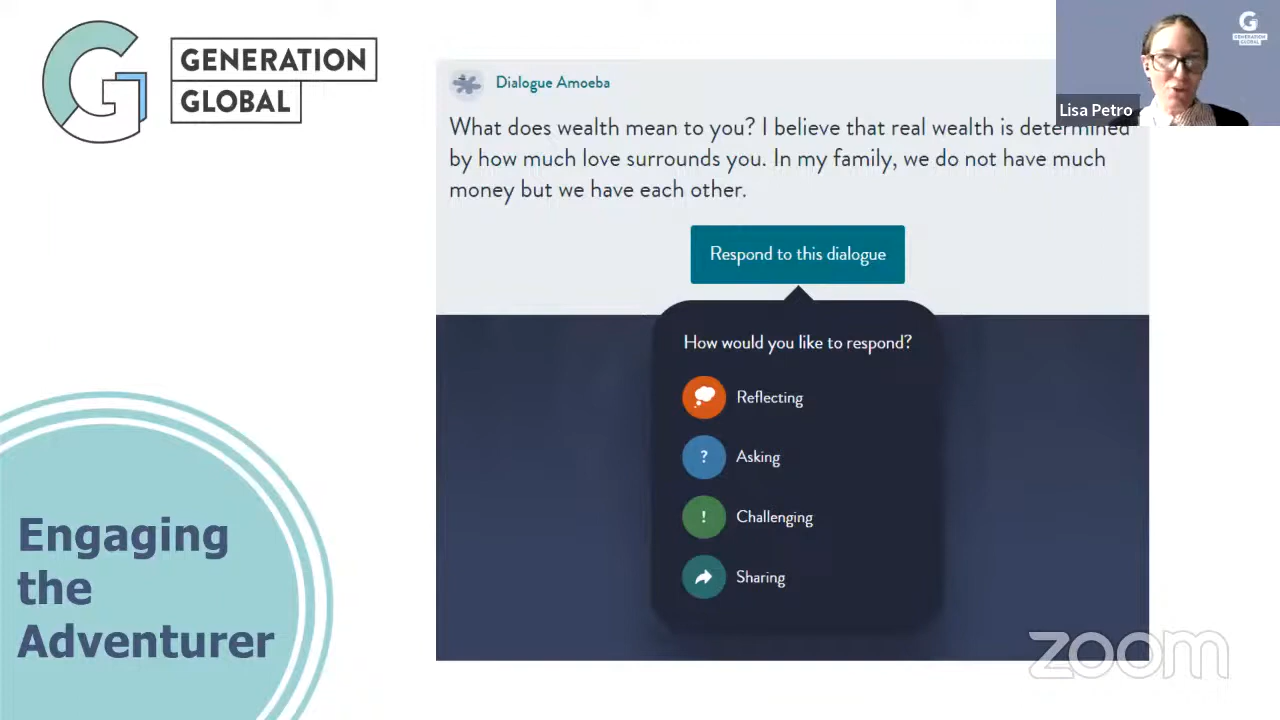 GENERATION
GLOBAL
G
GENERATION
GLOBAL
Lisa Petro
Dialogue Amoeba
What does wealth mean to you? I believe that real wealth is determined
by how much love surrounds you. In my family, we do not have much
money but we have each other.
Respond to this dialogue
How would you like to respond?
Reflecting
? Asking
! Challenging
Sharing
Engaging
the
Adventurer
zoom